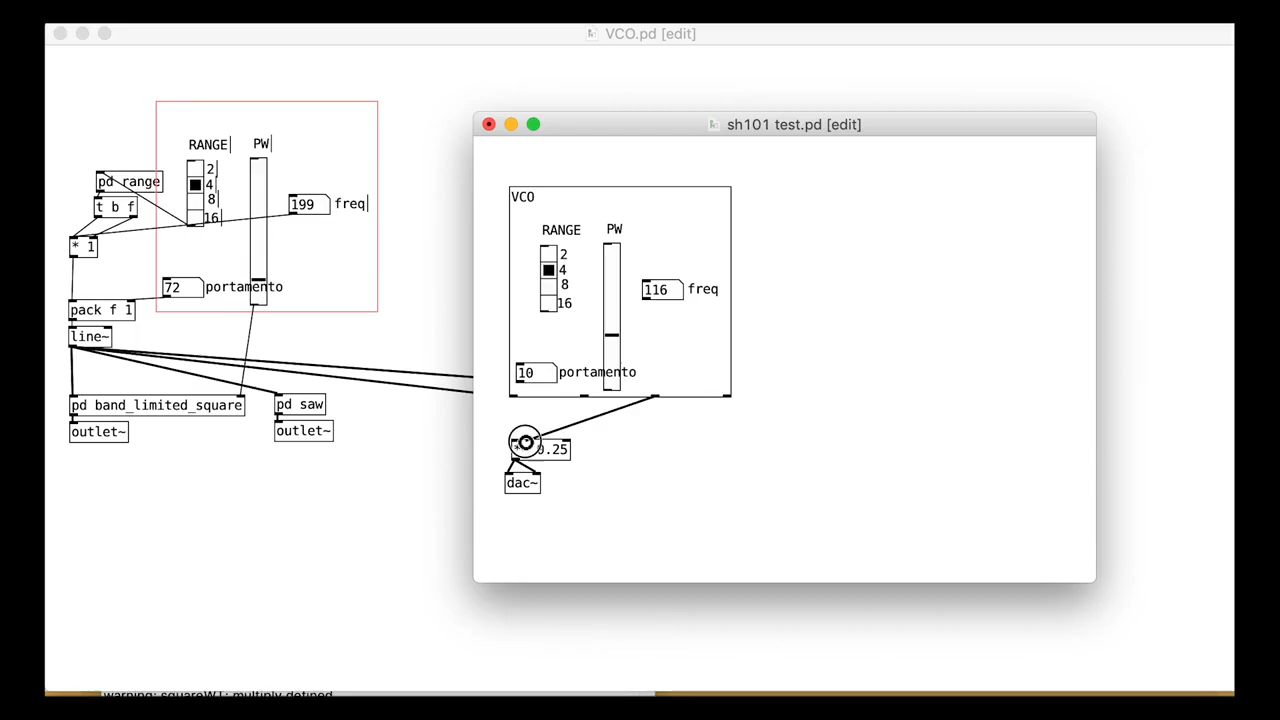 VCO.pd [edit]
RANGE
PW
2
4
8
16
199
freq
pd range
t b f
* 1
72
portamento
pack f 1
line~
pd band_limited_square
pd saw
outlet~
outlet~
sh101 test.pd [edit]
VCO
RANGE
PW
2
4
8
16
116
freq
10
portamento
0.25
dac~
warning: squareWT: multiply defined